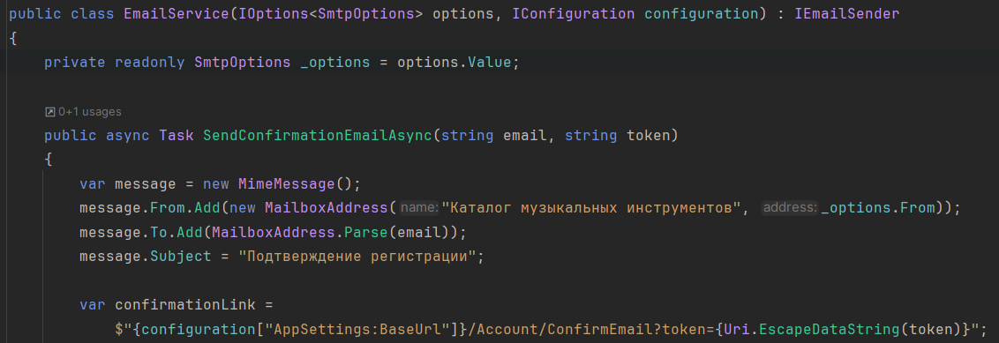 public class EmailService(IOptions<SmtpOptions> options, IConfiguration configuration) : IEmailSender
{
    private readonly SmtpOptions _options = options.Value;
    0+1 usages
    public async Task SendConfirmationEmailAsync(string email, string token)
    {
        var message = new MimeMessage();
        message.From.Add(new MailboxAddress(name:"Каталог музыкальных инструментов", address:_options.From));
        message.To.Add(MailboxAddress.Parse(email));
        message.Subject = "Подтверждение регистрации";
        var confirmationLink =
            $"{configuration["AppSettings:BaseUrl"]}/Account/ConfirmEmail?token={Uri.EscapeDataString(token)}";